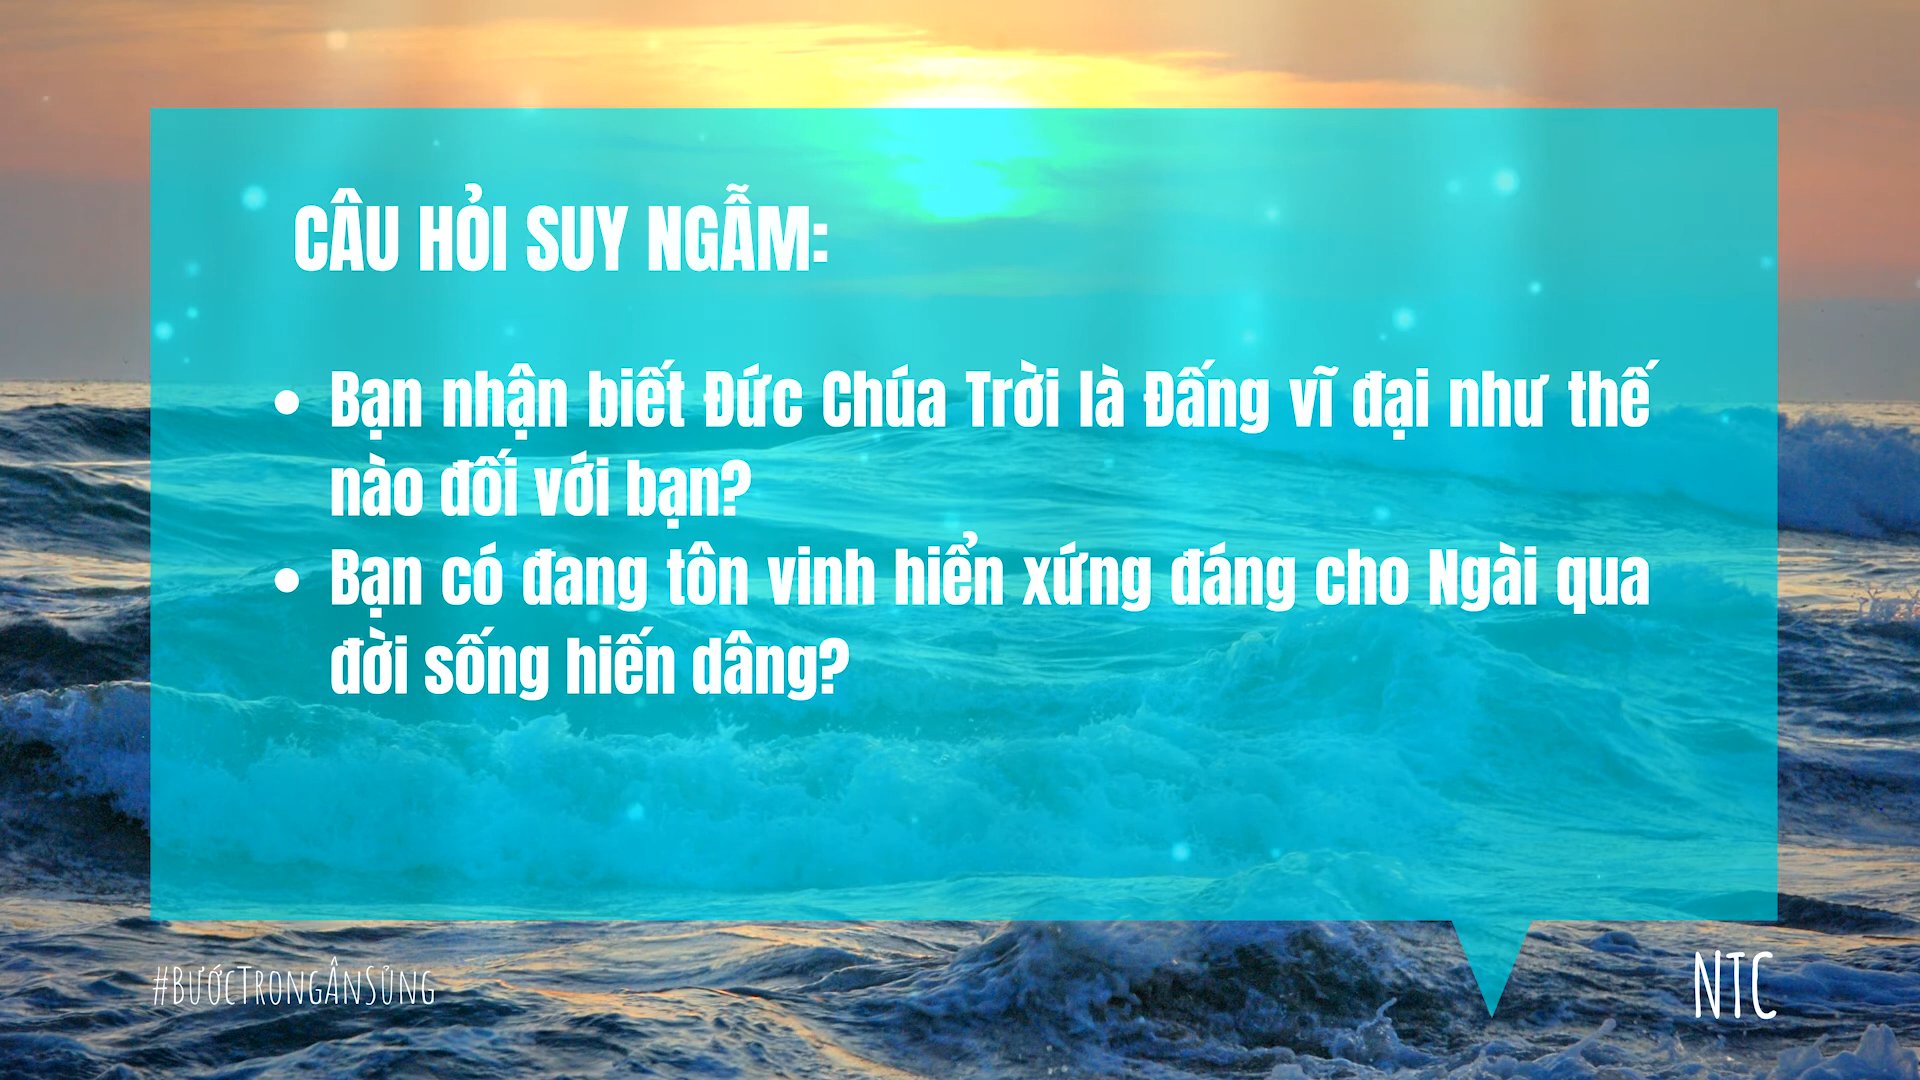 CÂU HỎI SUY NGẪM:
• Bạn nhận biết Đức Chúa Trời là Đấng vĩ đại như thế
nào đối với bạn?
• Bạn có đang tôn vinh hiển xứng đáng cho Ngài qua
đời sống hiến dâng?
#BướcTrongÂnSủng
NTC